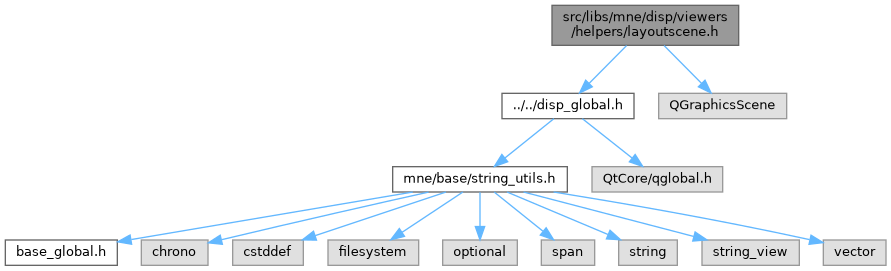 src/libs/mne/disp/viewers
/helpers/layoutscene.h
../../disp_global.h
QGraphicsScene
mne/base/string_utils.h
QtCore/qglobal.h
base_global.h
chrono
cstddef
filesystem
optional
span
string
string_view
vector